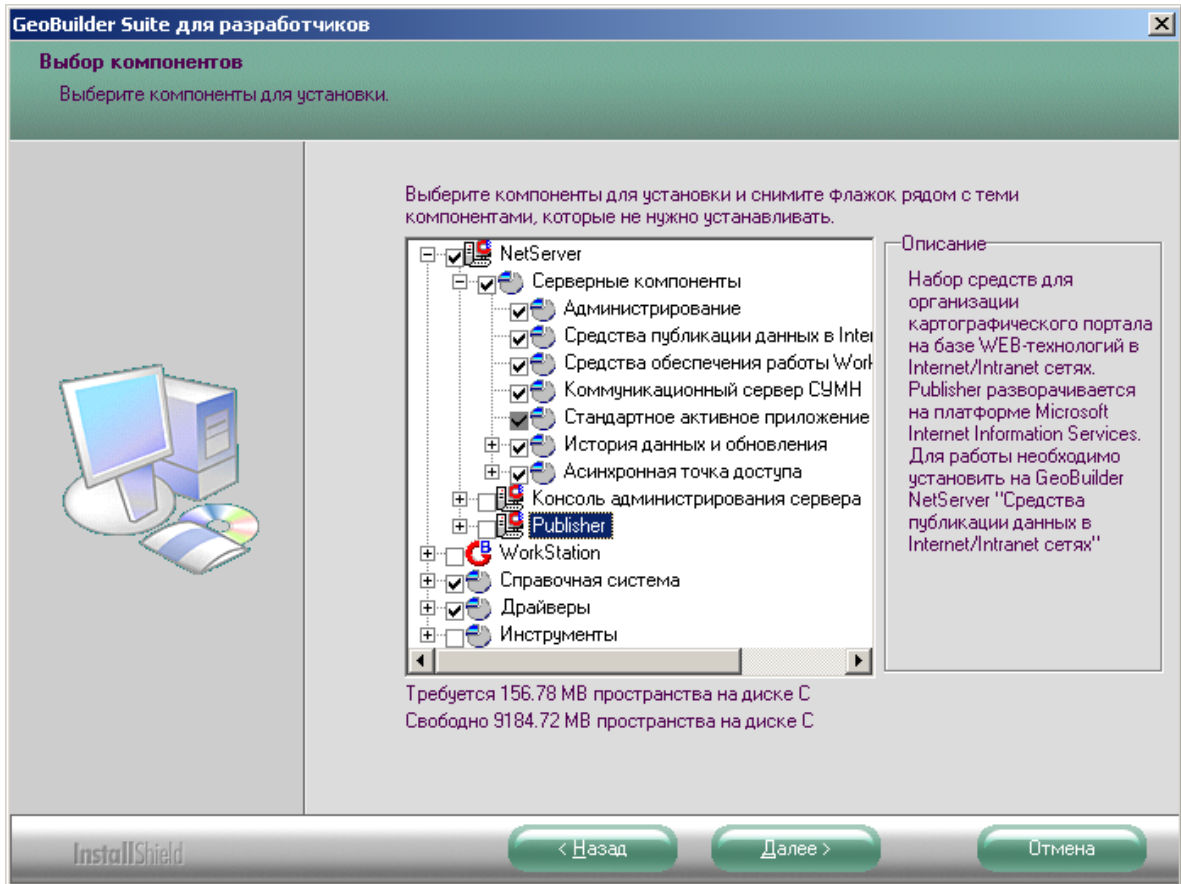 GeoBuilder Suite для разработчиков
Выбор компонентов
Выберите компоненты для установки.
Выберите компоненты для установки и снимите флажок рядом с теми
компонентами, которые не нужно устанавливать.
NetServer
Серверные компоненты
Администрирование
Средства публикации данных в Inter
Средства обеспечения работы Work
Коммуникационный сервер СУМН
Стандартное активное приложение
История данных и обновления
Асинхронная точка доступа
Консоль администрирования сервера
Publisher
WorkStation
Справочная система
Драйверы
Инструменты
Описание
Набор средств для
организации
картографического портала
на базе WEB-технологий в
Internet/Intranet сетях.
Publisher разворачивается
на платформе Microsoft
Internet Information Services.
Для работы необходимо
установить на GeoBuilder
NetServer "Средства
публикации данных в
Internet/Intranet сетях"
Требуется 156.78 MB пространства на диске C
Свободно 9184.72 MB пространства на диске C
InstallShield
< Назад
Далее >
Отмена